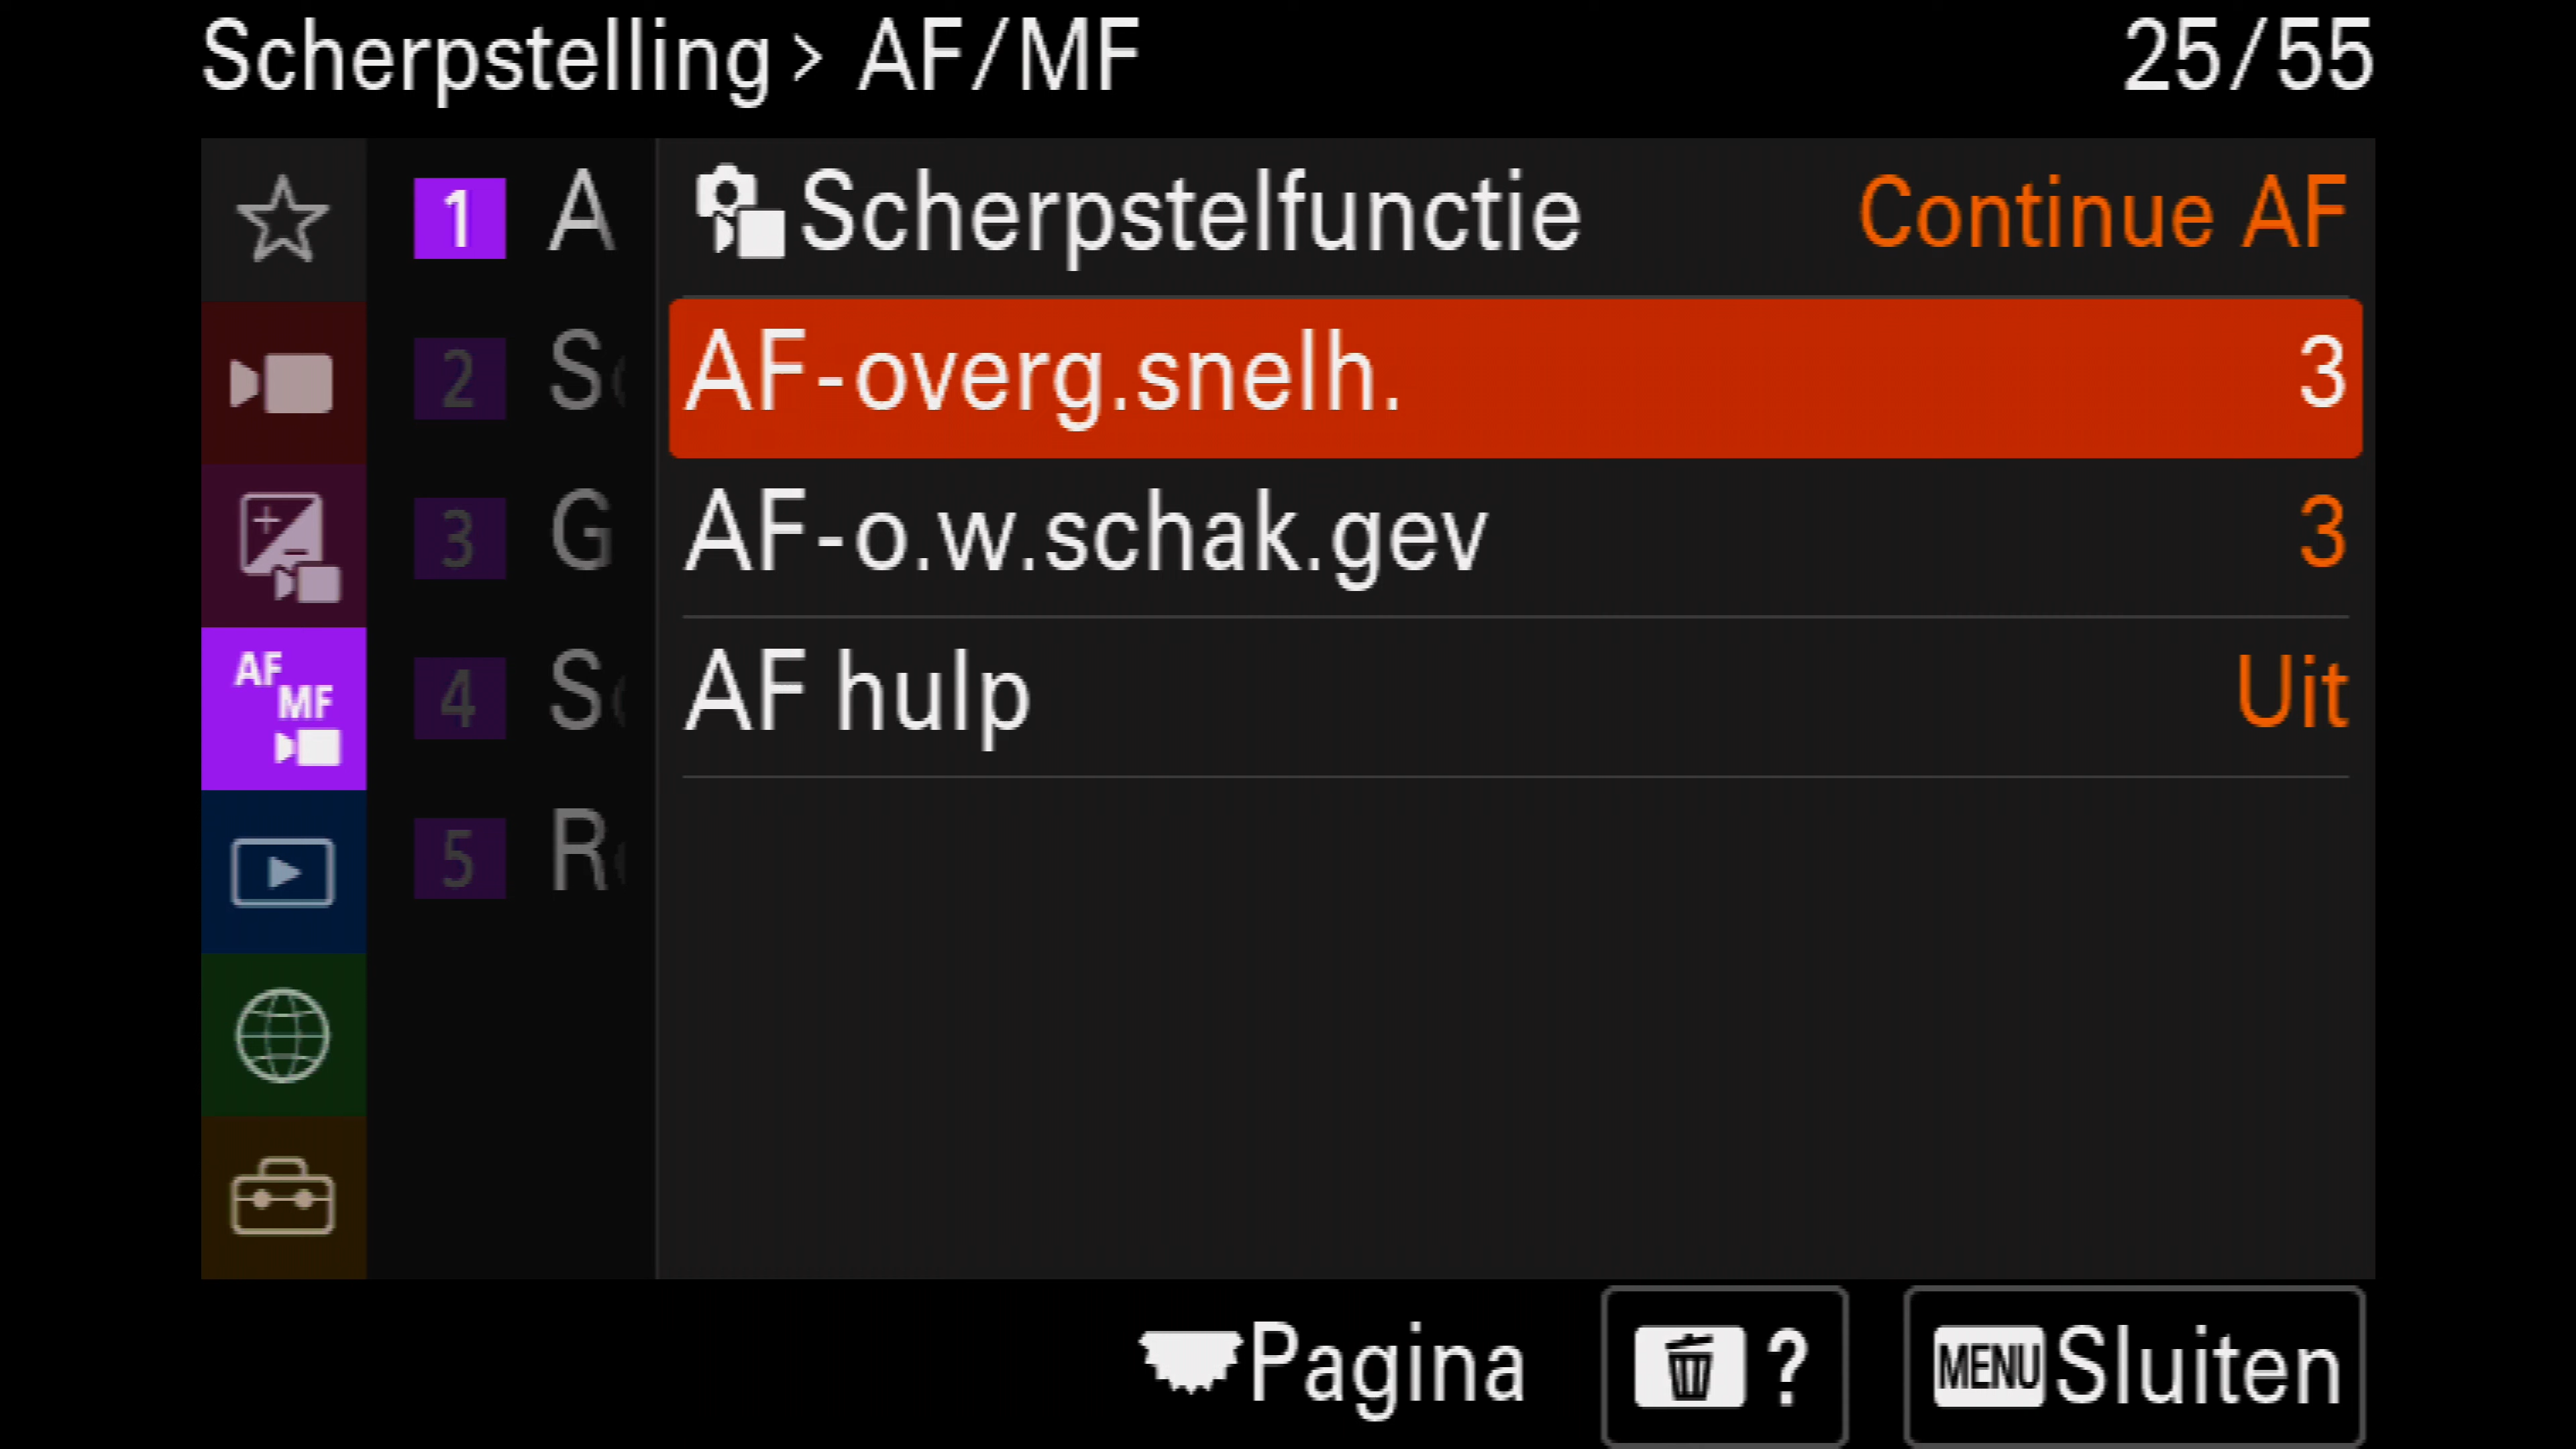 Scherpstelling > AF/MF 25/55
1 A
Scherpstelfunctie Continue AF
2
AF-overg.snelh. 3
3 G
AF-o.w.schak.gev 3
4
AF hulp Uit
5
AF MF
Pagina ? MENU Sluiten